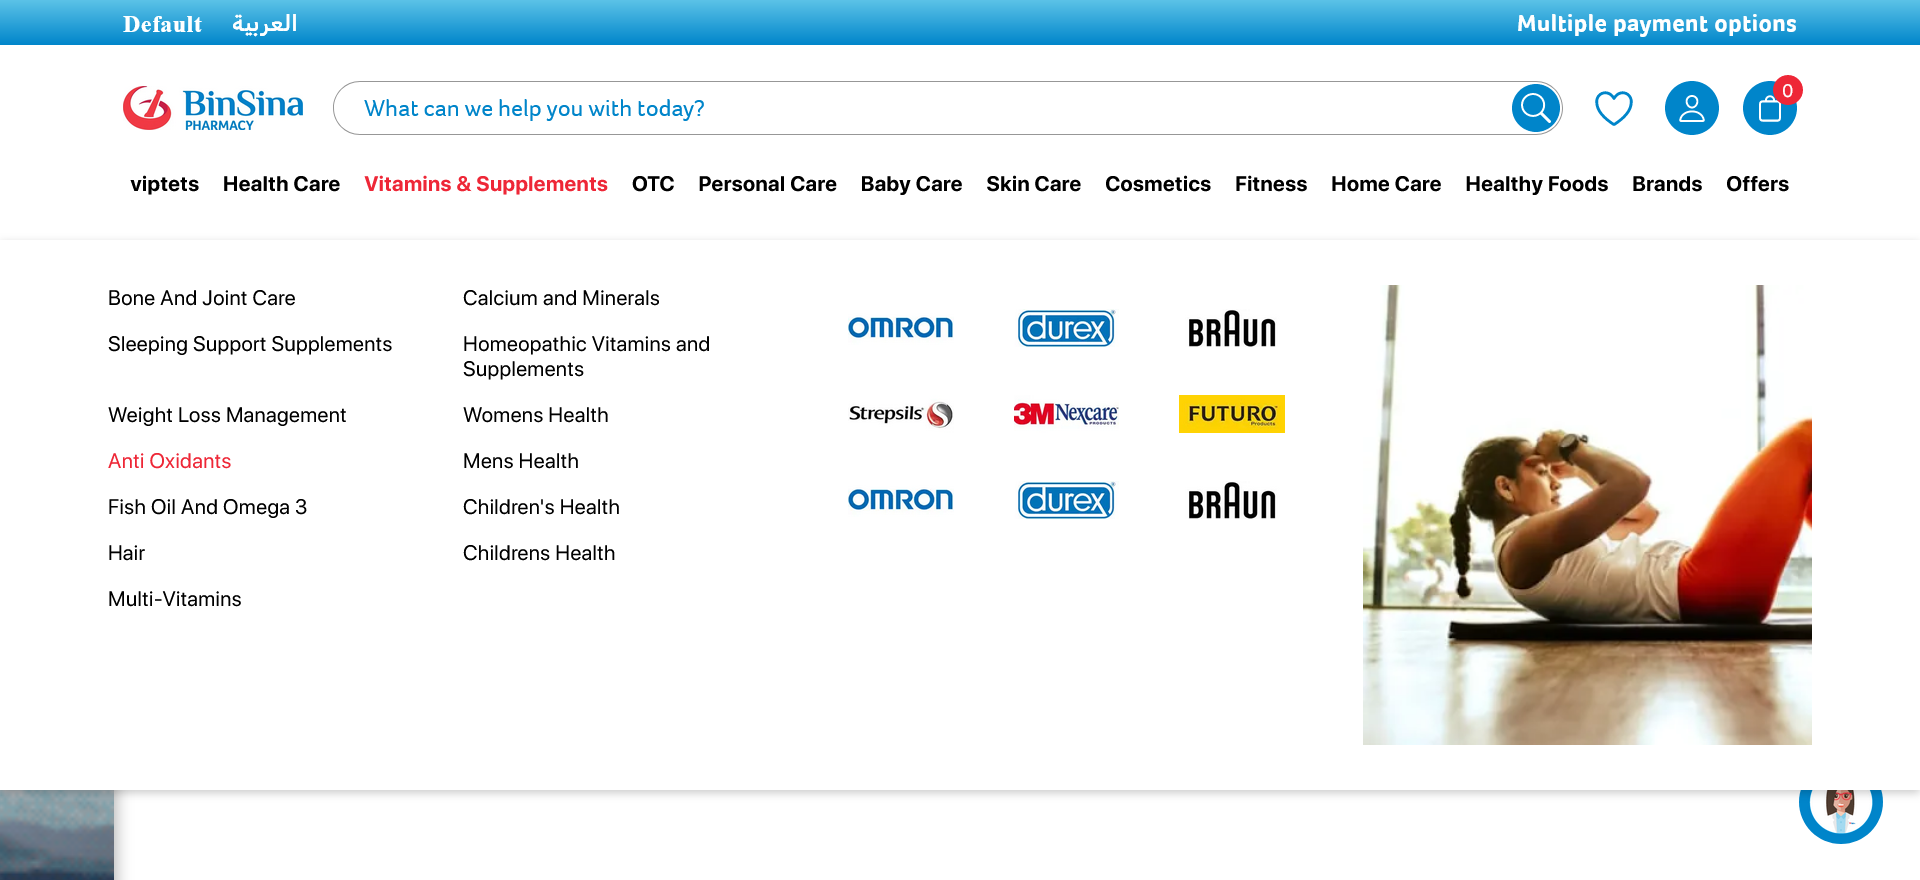 Default العربية
Multiple payment options
BinSina
PHARMACY
What can we help you with today?
0
viptets Health Care Vitamins & Supplements OTC Personal Care Baby Care Skin Care Cosmetics Fitness Home Care Healthy Foods Brands Offers
Bone And Joint Care
Sleeping Support Supplements
Weight Loss Management
Anti Oxidants
Fish Oil And Omega 3
Hair
Multi-Vitamins
Calcium and Minerals
Homeopathic Vitamins and
Supplements
Womens Health
Mens Health
Children's Health
Childrens Health
OMRON durex BRAUN
Strepsils 3M Nexcare PRODUCTS FUTURO Products
OMRON durex BRAUN